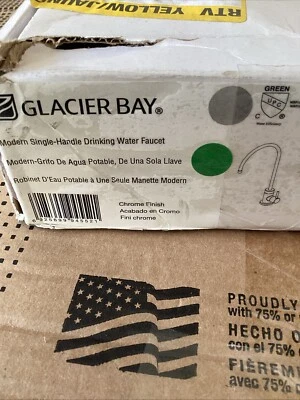 RTV YELLOW/JAUN
GLACIER BAY®
GREEN
UPC®
C
Modern Single-Handle Drinking Water Faucet
Modern-Grifo De Agua Potable, De Una Sola Llave
Robinet D'Eau Potable à Une Seule Manette Modern
Chrome Finish
Acabado en Cromo
Fini chrome
PROUDLY
with 75% or
HECHO O
con el 75%
FIÈREM
avec 75%